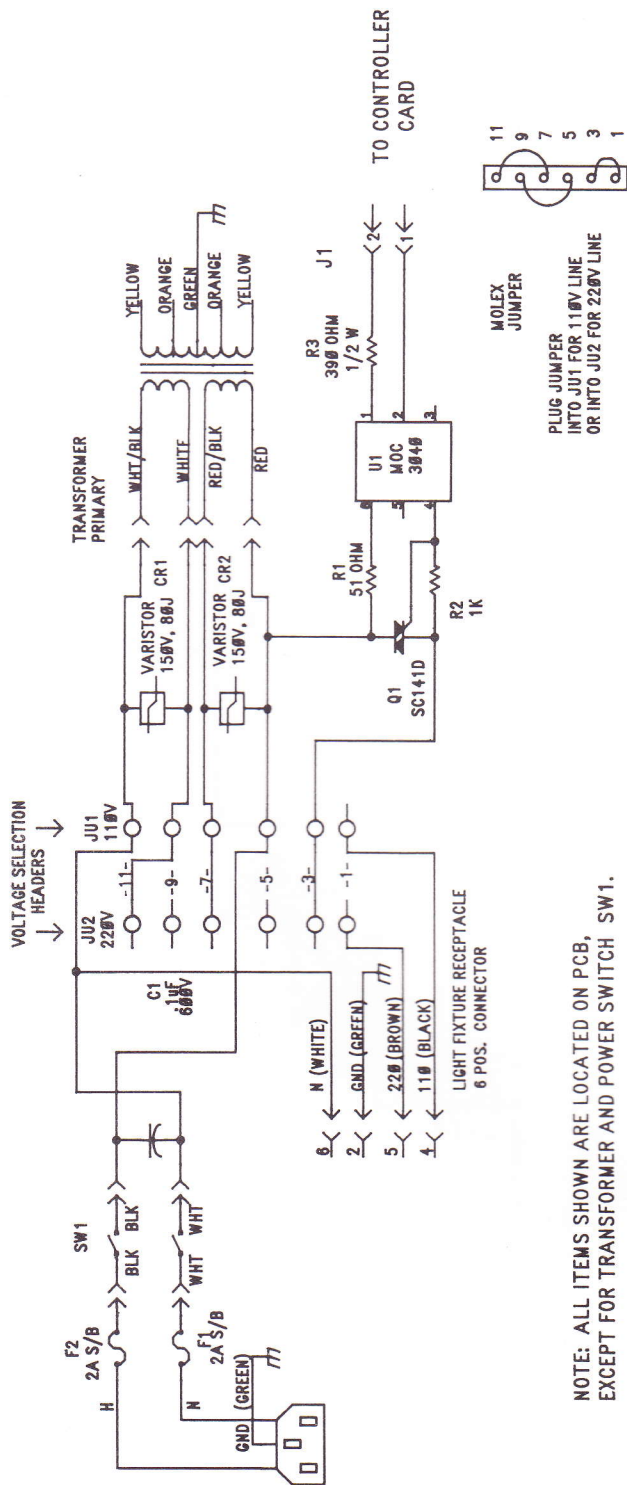 H
N
F2
2A S/B
F1
2A S/B
GND (GREEN)
SW1
BLK
BLK
WHT
WHT
C1
.1uF
600V
VOLTAGE SELECTION
HEADERS
JU2
220V
JU1
110V
-11-
-9-
-7-
-5-
-3-
-1-
6
N (WHITE)
2
GND (GREEN)
5
220 (BROWN)
4
110 (BLACK)
LIGHT FIXTURE RECEPTACLE
6 POS. CONNECTOR
VARISTOR CR1
150V, 80J
VARISTOR CR2
150V, 80J
TRANSFORMER
PRIMARY
WHT/BLK
WHITE
RED/BLK
RED
YELLOW
ORANGE
GREEN
ORANGE
YELLOW
Q1
SC141D
R1
51 OHM
R2
1K
6
5
4
U1
MOC
3040
1
2
3
R3
390 OHM
1/2 W
J1
2
1
TO CONTROLLER
CARD
MOLEX
JUMPER
PLUG JUMPER
INTO JU1 FOR 110V LINE
OR INTO JU2 FOR 220V LINE
11
9
7
5
3
1
NOTE: ALL ITEMS SHOWN ARE LOCATED ON PCB,
EXCEPT FOR TRANSFORMER AND POWER SWITCH SW1.